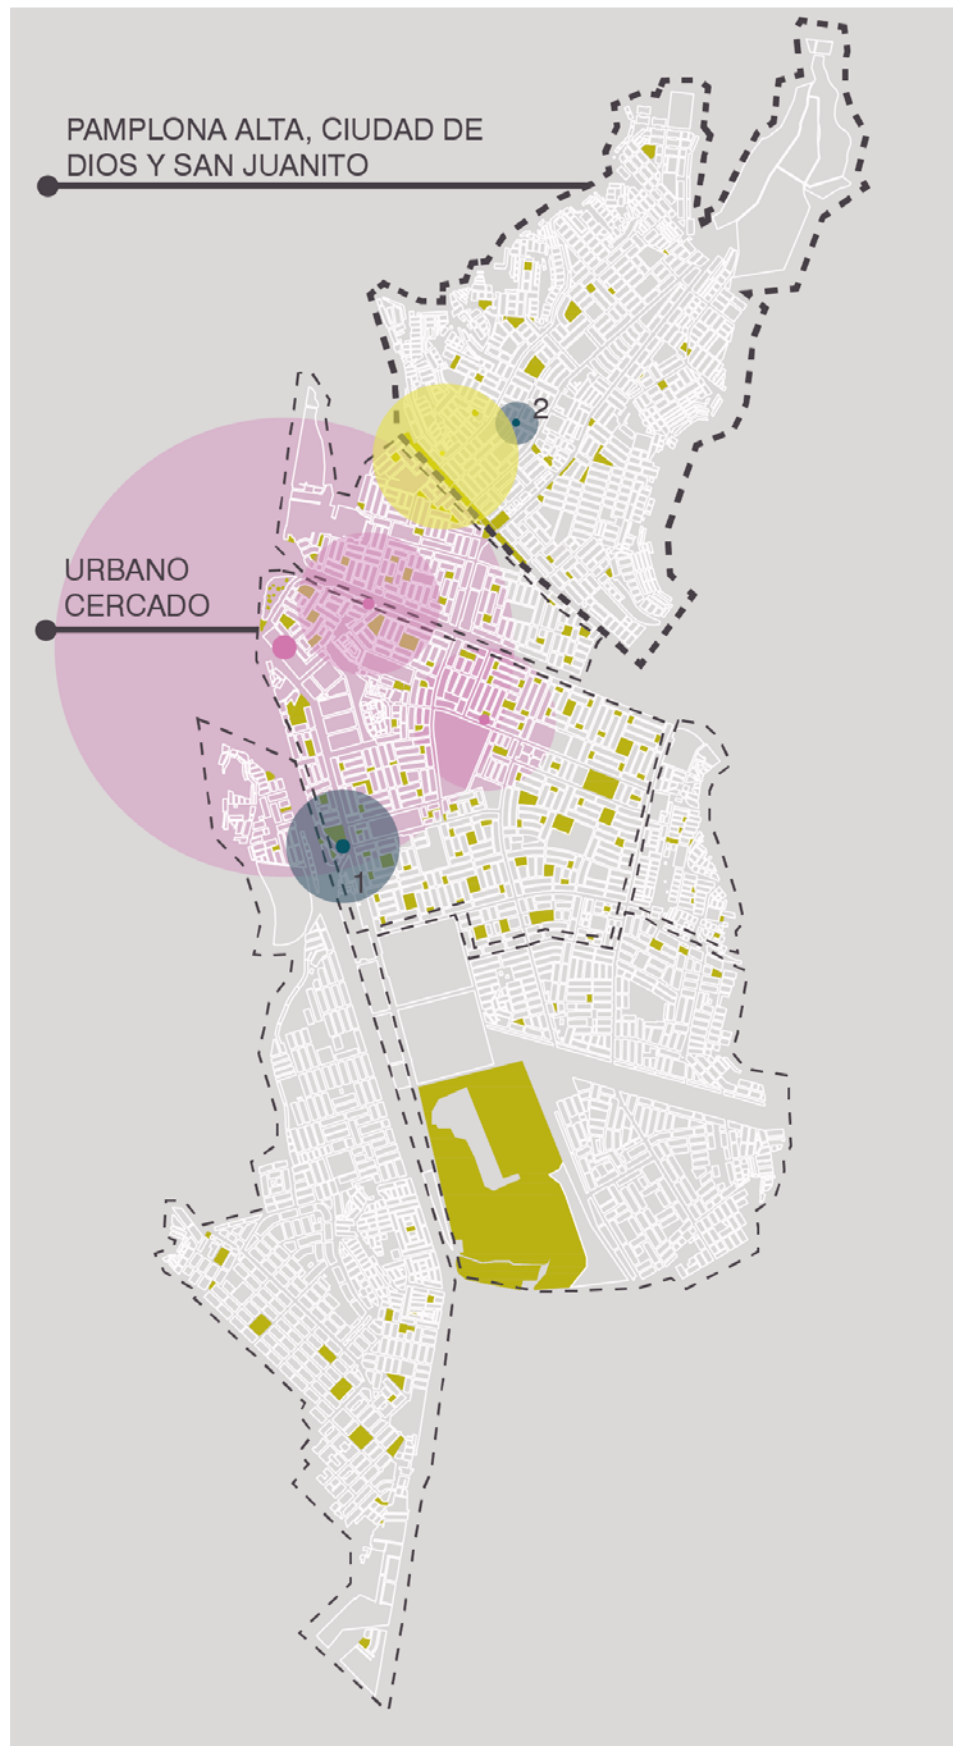 PAMPLONA ALTA, CIUDAD DE
DIOS Y SAN JUANITO
2
URBANO
CERCADO
1